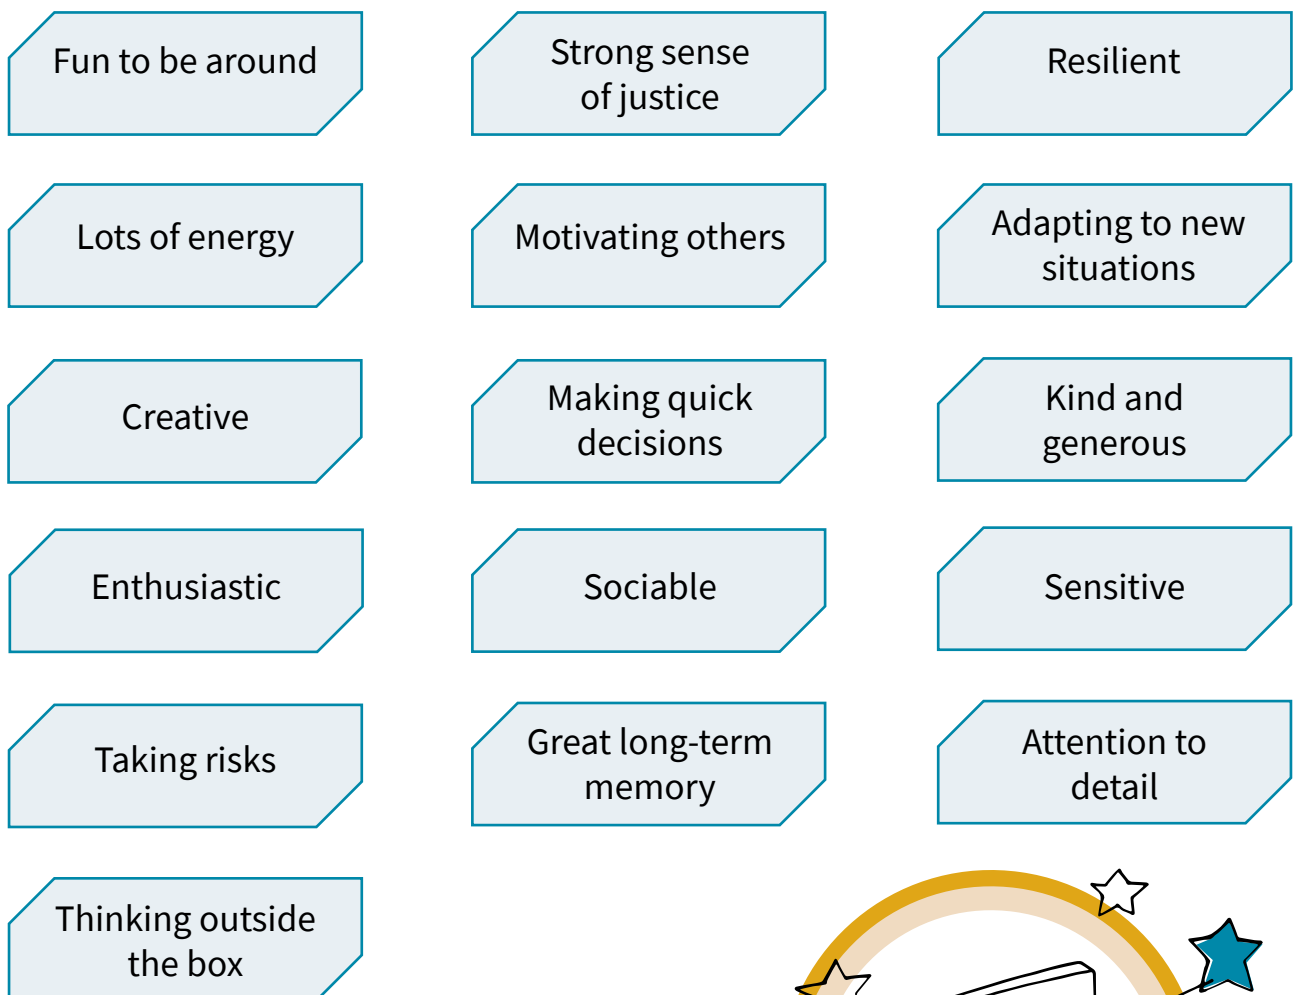 Fun to be around
Strong sense
of justice
Resilient
Lots of energy
Motivating others
Adapting to new
situations
Creative
Making quick
decisions
Kind and
generous
Enthusiastic
Sociable
Sensitive
Taking risks
Great long-term
memory
Attention to
detail
Thinking outside
the box